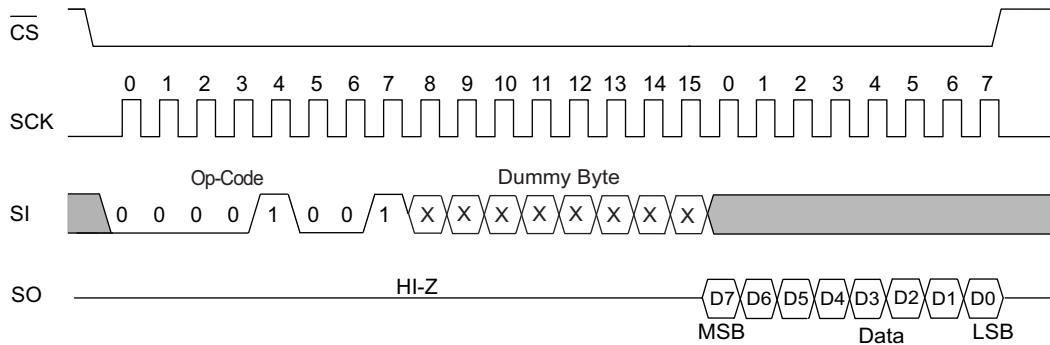 CS
0 1 2 3 4 5 6 7 8 9 10 11 12 13 14 15 0 1 2 3 4 5 6 7
SCK
Op-Code Dummy Byte
SI 0 0 0 0 1 0 0 1 X X X X X X X X
HI-Z
SO D7 D6 D5 D4 D3 D2 D1 D0
MSB Data LSB